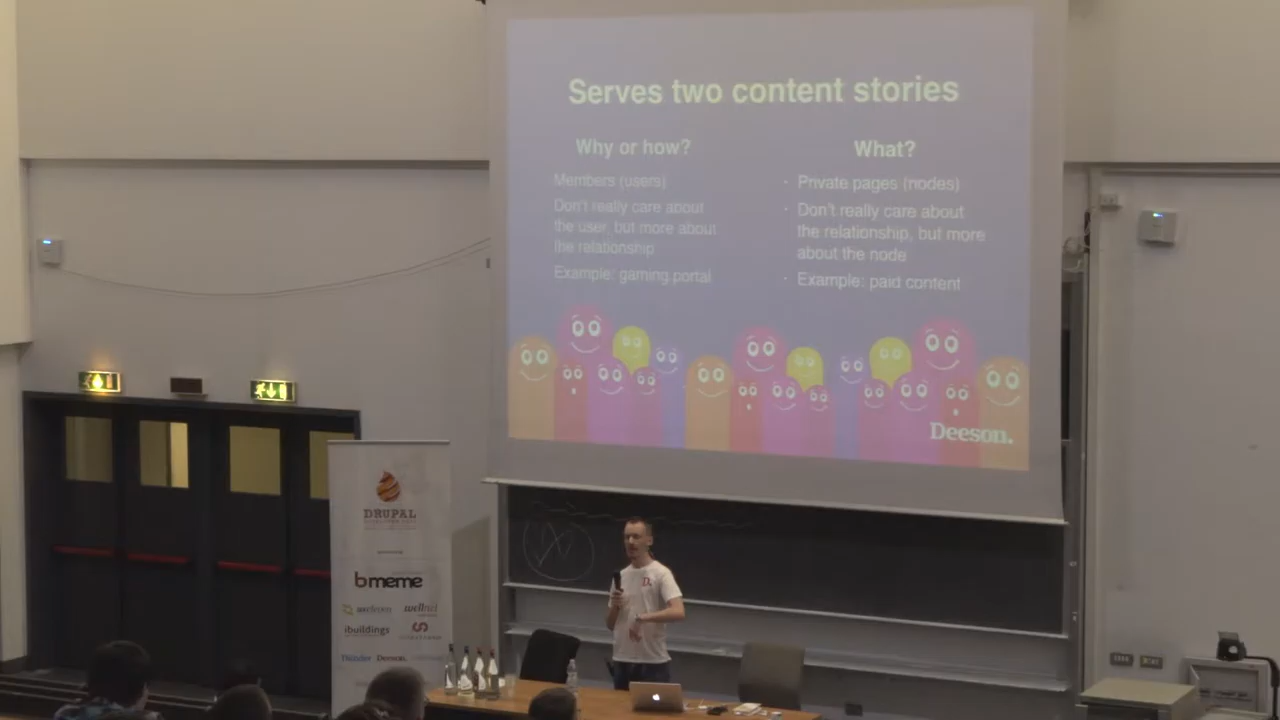 Serves two content stories
Why or how?
Members (users)
Don't really care about
the user, but more about
the relationship
Example: gaming portal
What?
· Private pages (nodes)
· Don't really care about
the relationship, but more
about the node
· Example: paid content
Deeson.
DRUPAL
bmeme
wellnet
ibuildings
Thunder Deeson.
D.